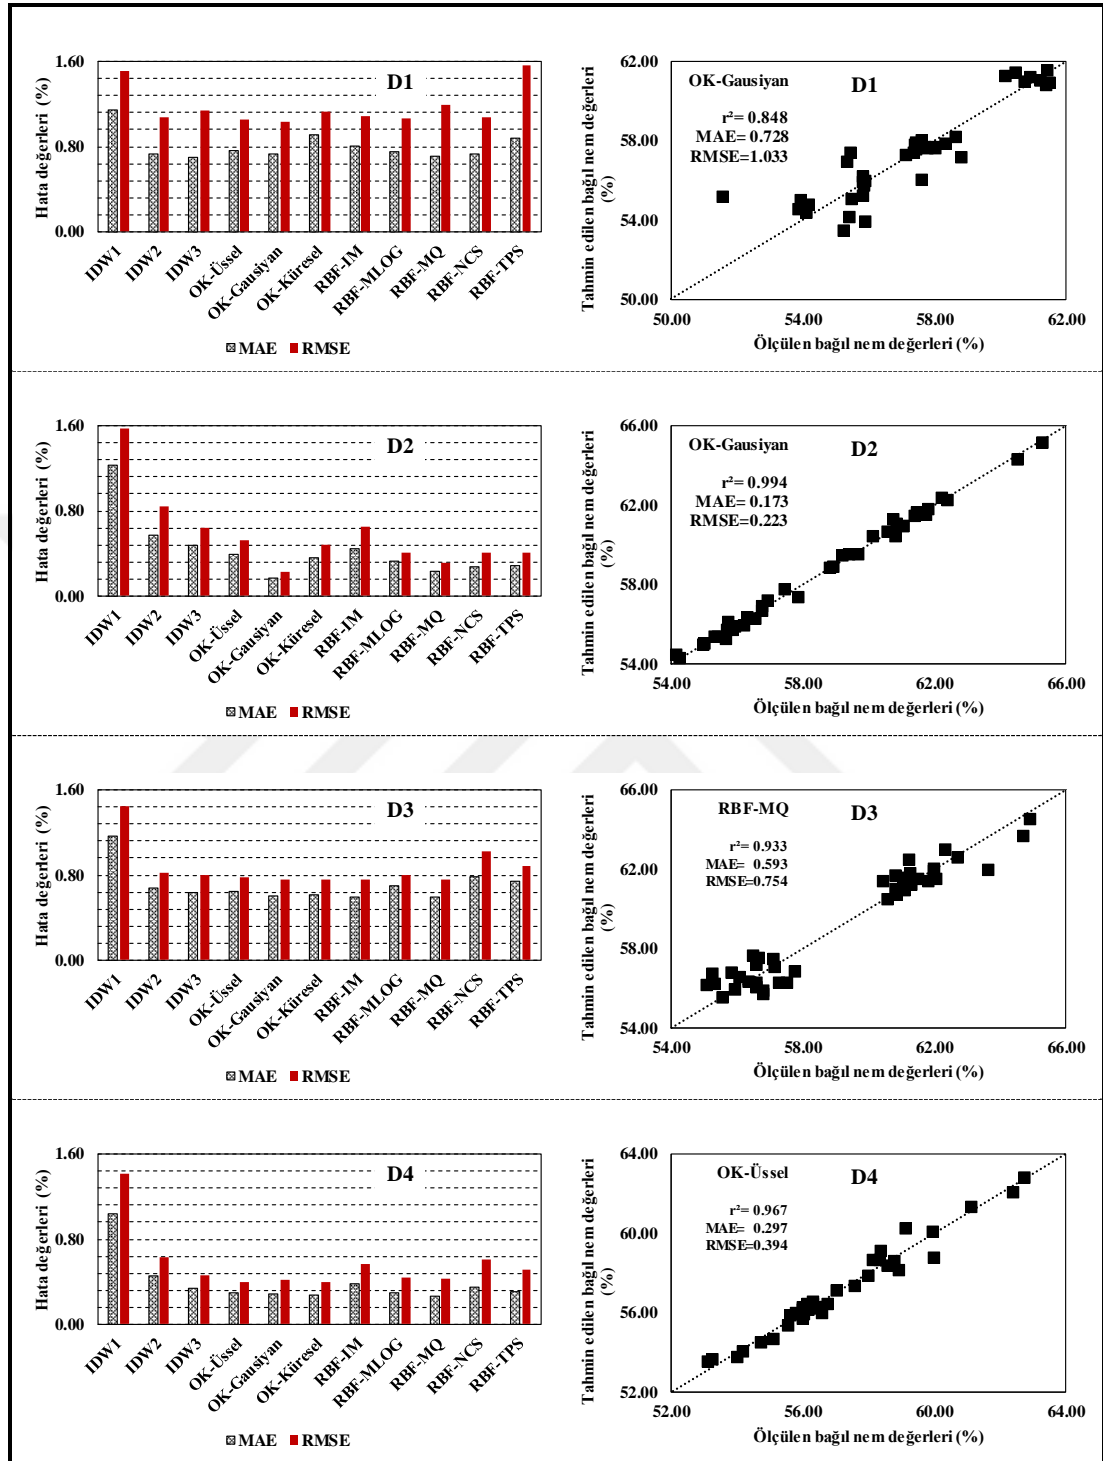 1.60
0.80
0.00
Hata değerleri (%)
D1
IDW1
IDW2
IDW3
OK-Üssel
OK-Gausiyan
OK-Küresel
RBF-IM
RBF-MLOG
RBF-MQ
RBF-NCS
RBF-TPS
MAE RMSE
62.00
58.00
54.00
50.00
Tahmin edilen bağıl nem değerleri
(%)
OK-Gausiyan D1
r²= 0.848
MAE= 0.728
RMSE=1.033
50.00 54.00 58.00 62.00
Ölçülen bağıl nem değerleri (%)
1.60
0.80
0.00
Hata değerleri (%)
D2
IDW1
IDW2
IDW3
OK-Üssel
OK-Gausiyan
OK-Küresel
RBF-IM
RBF-MLOG
RBF-MQ
RBF-NCS
RBF-TPS
MAE RMSE
66.00
62.00
58.00
54.00
Tahmin edilen bağıl nem değerleri
(%)
OK-Gausiyan D2
r²= 0.994
MAE= 0.173
RMSE=0.223
54.00 58.00 62.00 66.00
Ölçülen bağıl nem değerleri (%)
1.60
0.80
0.00
Hata değerleri (%)
D3
IDW1
IDW2
IDW3
OK-Üssel
OK-Gausiyan
OK-Küresel
RBF-IM
RBF-MLOG
RBF-MQ
RBF-NCS
RBF-TPS
MAE RMSE
66.00
62.00
58.00
54.00
Tahmin edilen bağıl nem değerleri
(%)
RBF-MQ D3
r²= 0.933
MAE= 0.593
RMSE=0.754
54.00 58.00 62.00 66.00
Ölçülen bağıl nem değerleri (%)
1.60
0.80
0.00
Hata değerleri (%)
D4
IDW1
IDW2
IDW3
OK-Üssel
OK-Gausiyan
OK-Küresel
RBF-IM
RBF-MLOG
RBF-MQ
RBF-NCS
RBF-TPS
MAE RMSE
64.00
60.00
56.00
52.00
Tahmin edilen bağıl nem değerleri
(%)
OK-Üssel D4
r²= 0.967
MAE= 0.297
RMSE=0.394
52.00 56.00 60.00 64.00
Ölçülen bağıl nem değerleri (%)